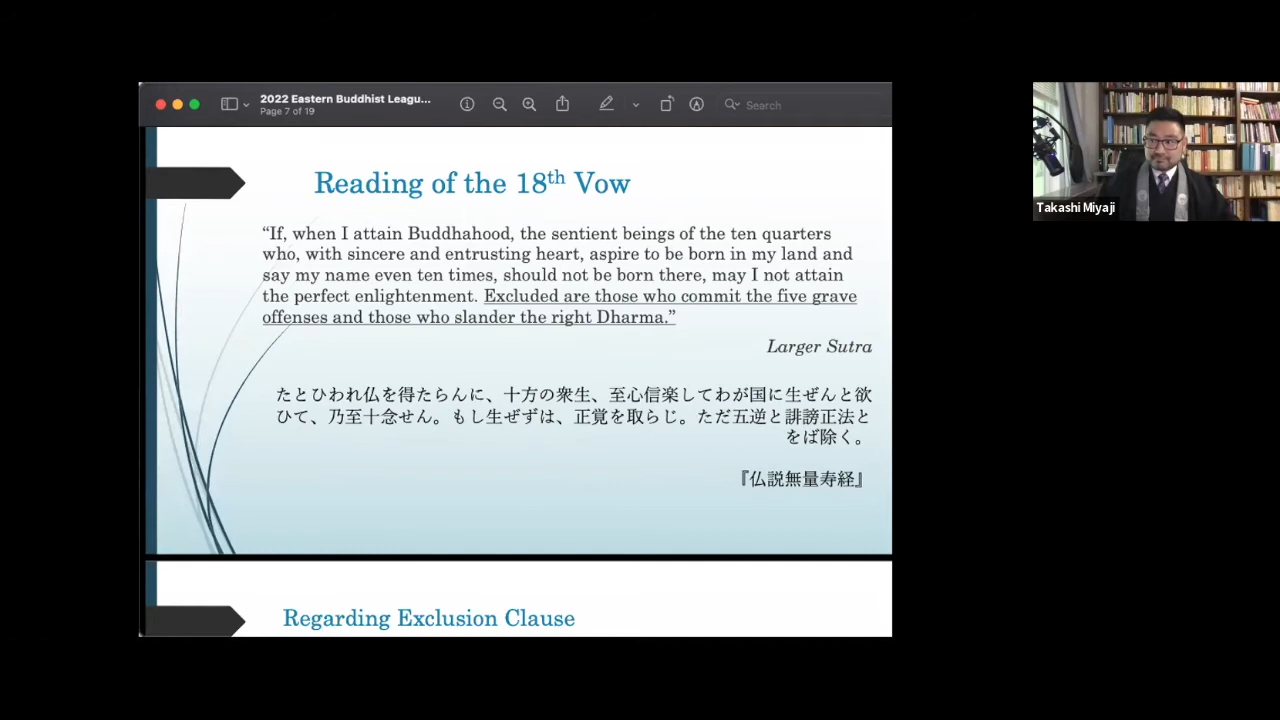 2022 Eastern Buddhist Leagu...
Page 7 of 19
Search
Reading of the 18th Vow
“If, when I attain Buddhahood, the sentient beings of the ten quarters
who, with sincere and entrusting heart, aspire to be born in my land and
say my name even ten times, should not be born there, may I not attain
the perfect enlightenment. Excluded are those who commit the five grave
offenses and those who slander the right Dharma.”
Larger Sutra
たとひわれ仏を得たらんに、十方の衆生、至心信楽してわが国に生ぜんと欲
ひて、乃至十念せん。もし生ぜずは、正覚を取らじ。ただ五逆と誹謗正法と
をば除く。
『仏説無量寿経』
Regarding Exclusion Clause
Takashi Miyaji